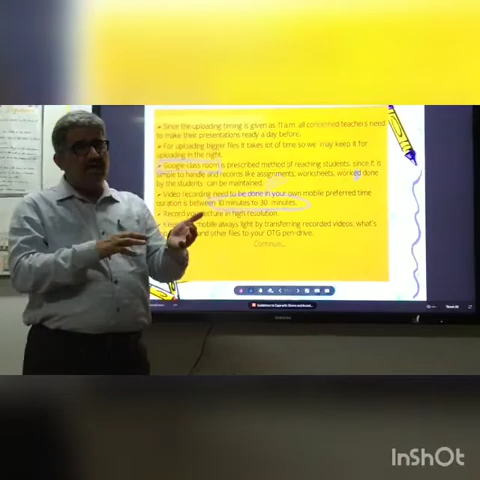 ➤ Since the uploading timing is given as 11 a.m. all concerned teachers need
to make their presentations ready a day before.
➤ For uploading bigger files it takes lot of time so we may keep it for
uploading in the night.
➤ Google class room is prescribed method of reaching students, since it is
simple to handle and records like assignments, worksheets, worked done
by the students can be maintained.
➤ Video recording need to be done in your own mobile preferred time
duration is between 10 minutes to 30 minutes.
➤ Record your lecture in high resolution.
mobile always light by transferring recorded videos, what's
and other files to your OTG pen-drive.
Continue...
SAMSUNG
InShOt